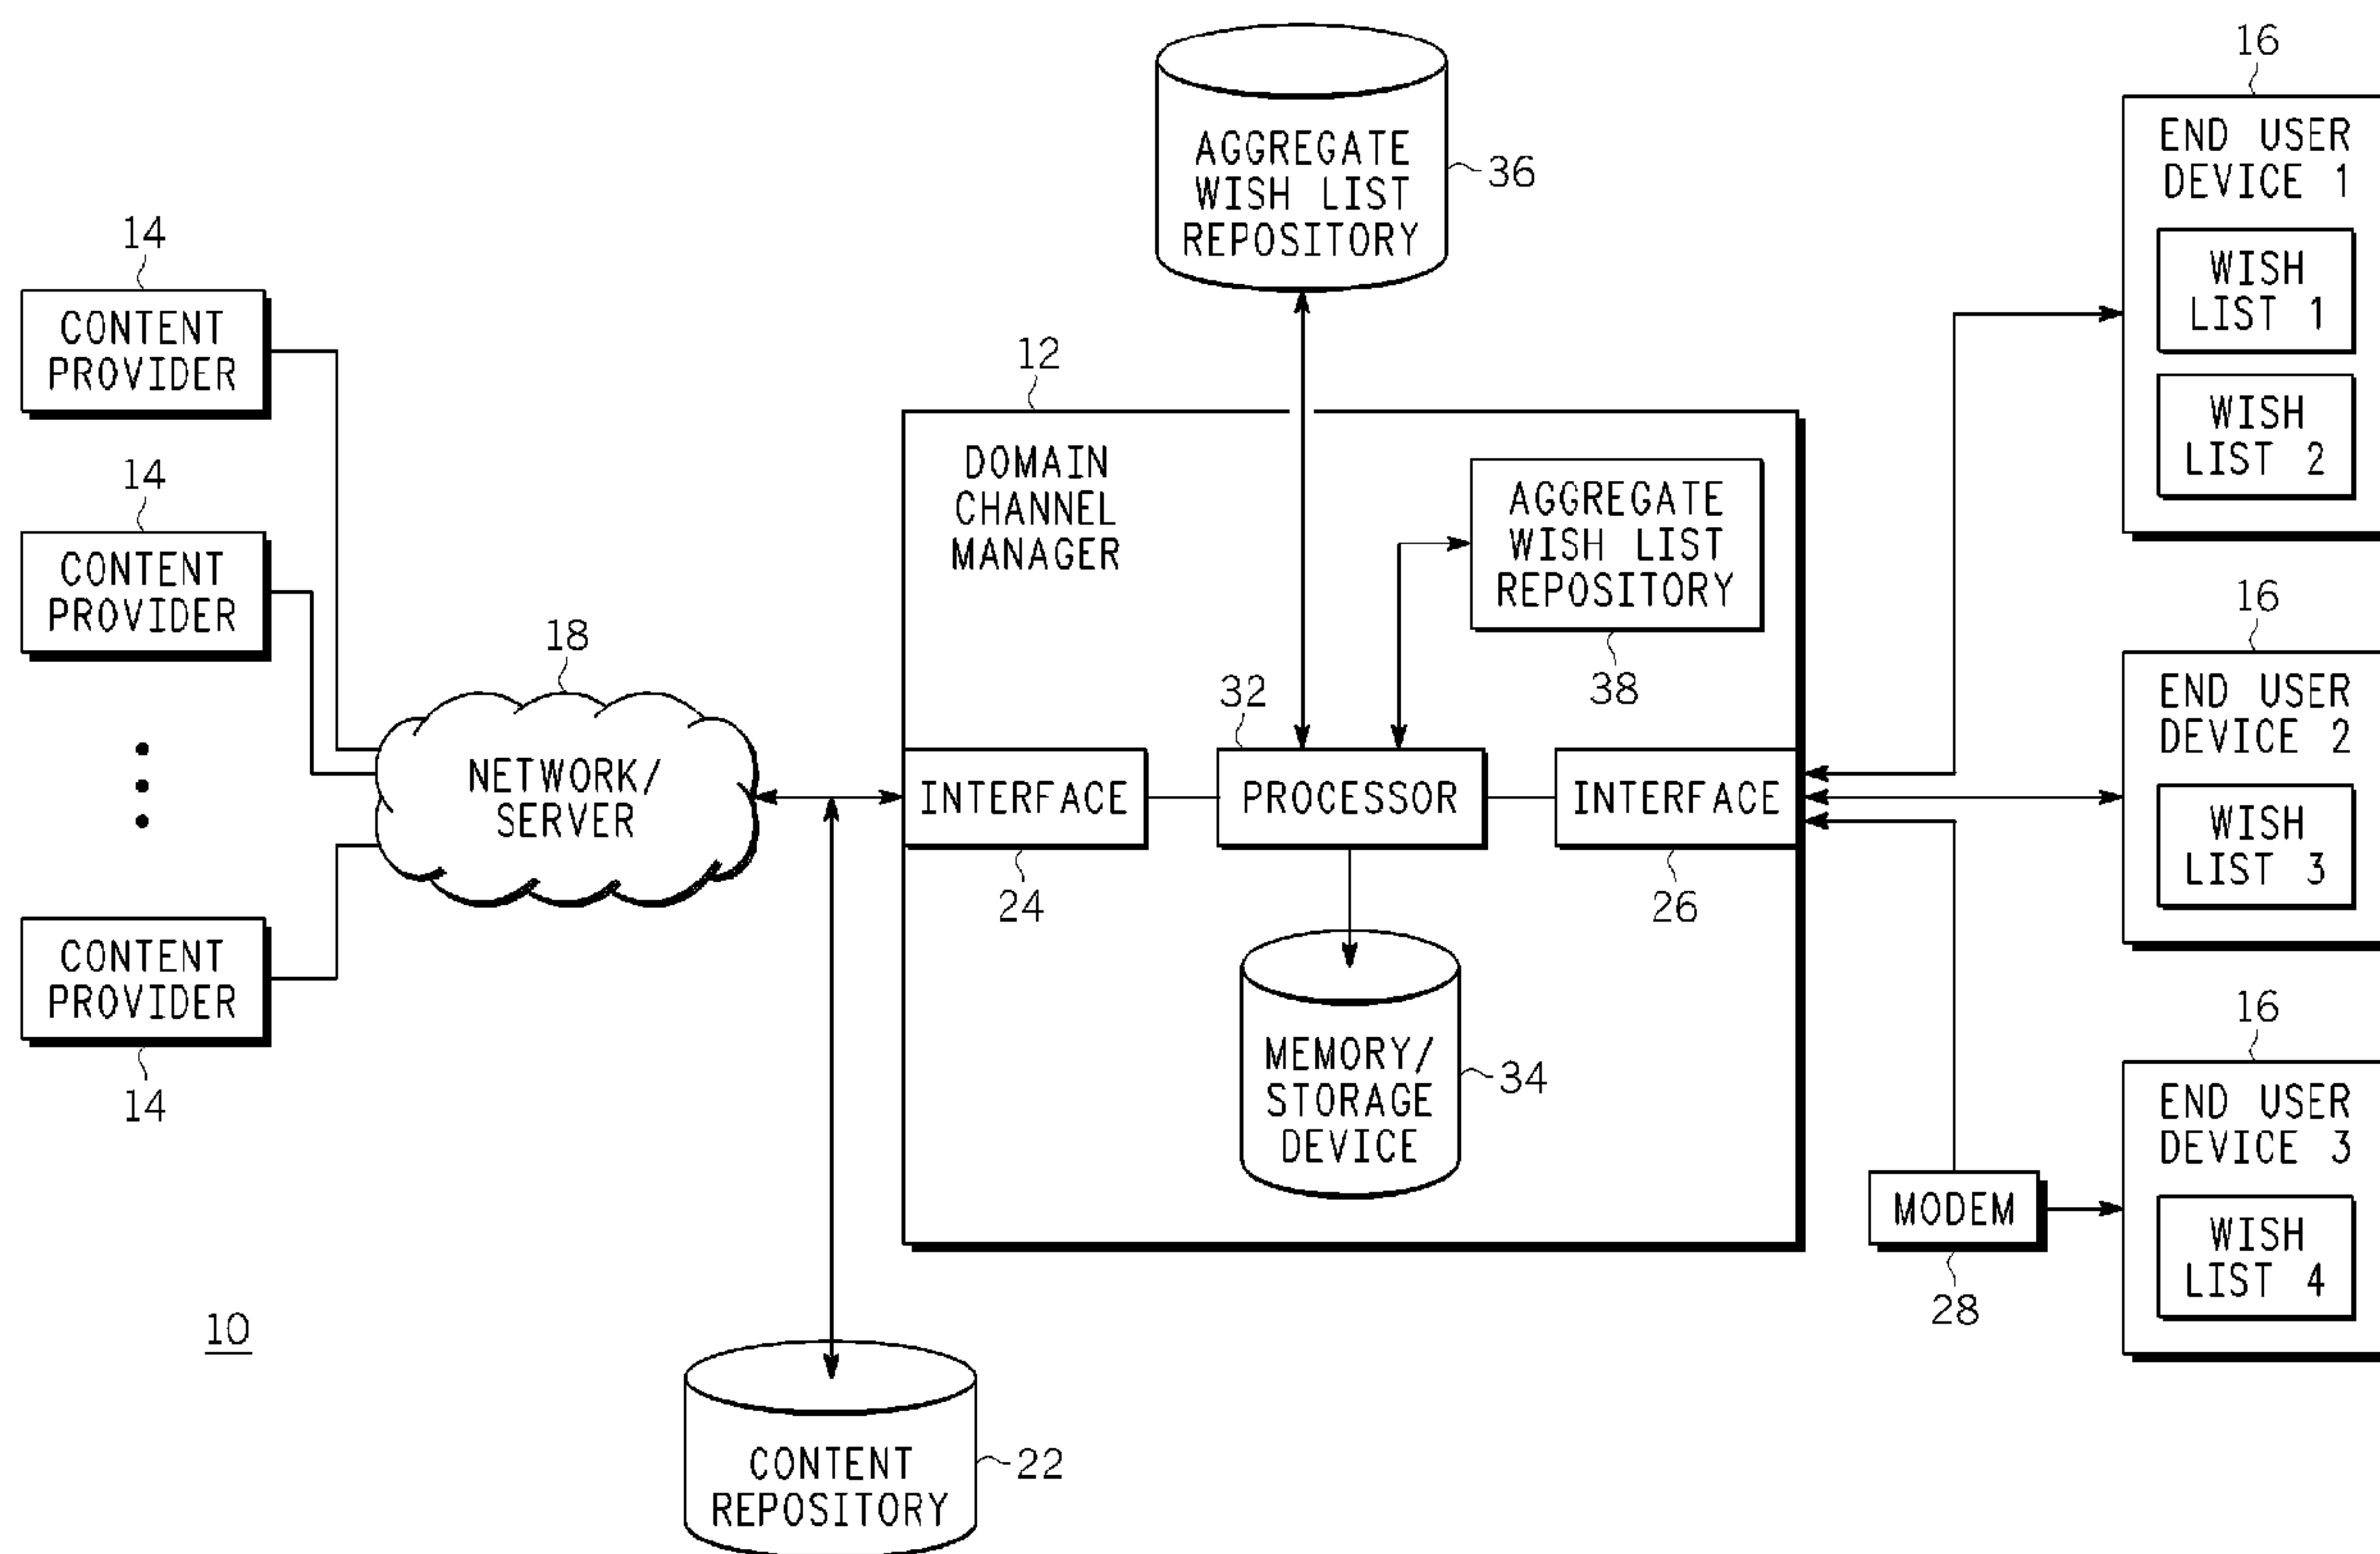 14
CONTENT
PROVIDER
14
CONTENT
PROVIDER
CONTENT
PROVIDER
14
18
NETWORK/
SERVER
10
CONTENT
REPOSITORY
22
AGGREGATE
WISH LIST
REPOSITORY
36
12
DOMAIN
CHANNEL
MANAGER
AGGREGATE
WISH LIST
REPOSITORY
38
32
INTERFACE
24
PROCESSOR
INTERFACE
26
MEMORY/
STORAGE
DEVICE
34
16
END USER
DEVICE 1
WISH
LIST 1
WISH
LIST 2
16
END USER
DEVICE 2
WISH
LIST 3
16
END USER
DEVICE 3
WISH
LIST 4
MODEM
28